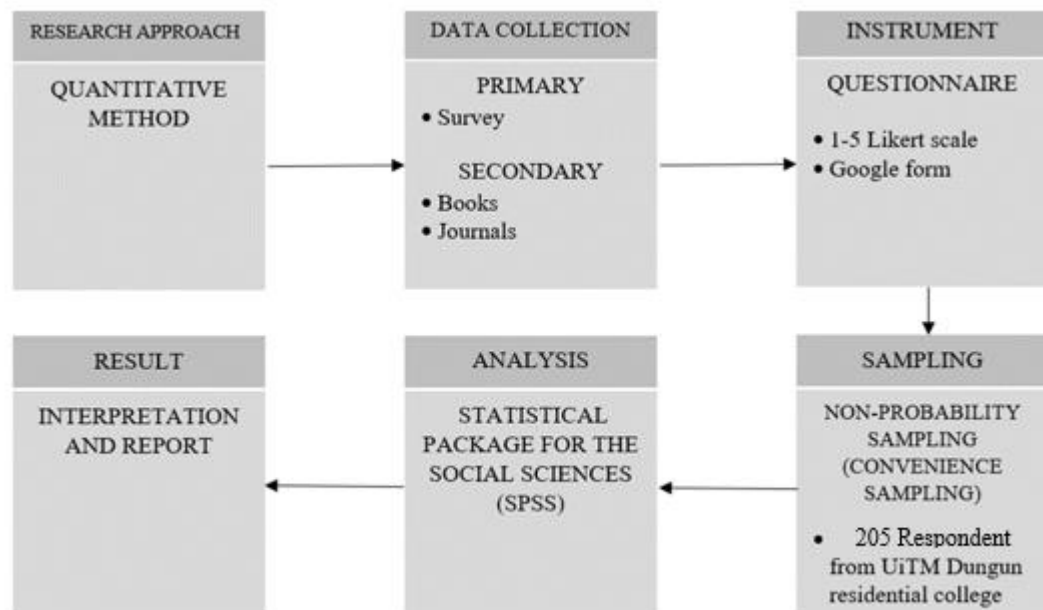 RESEARCH APPROACH
QUANTITATIVE
METHOD
DATA COLLECTION
PRIMARY
• Survey
SECONDARY
• Books
• Journals
INSTRUMENT
QUESTIONNAIRE
• 1-5 Likert scale
• Google form
SAMPLING
NON-PROBABILITY
SAMPLING
(CONVENIENCE
SAMPLING)
• 205 Respondent
from UiTM Dungun
residential college
ANALYSIS
STATISTICAL
PACKAGE FOR THE
SOCIAL SCIENCES
(SPSS)
RESULT
INTERPRETATION
AND REPORT